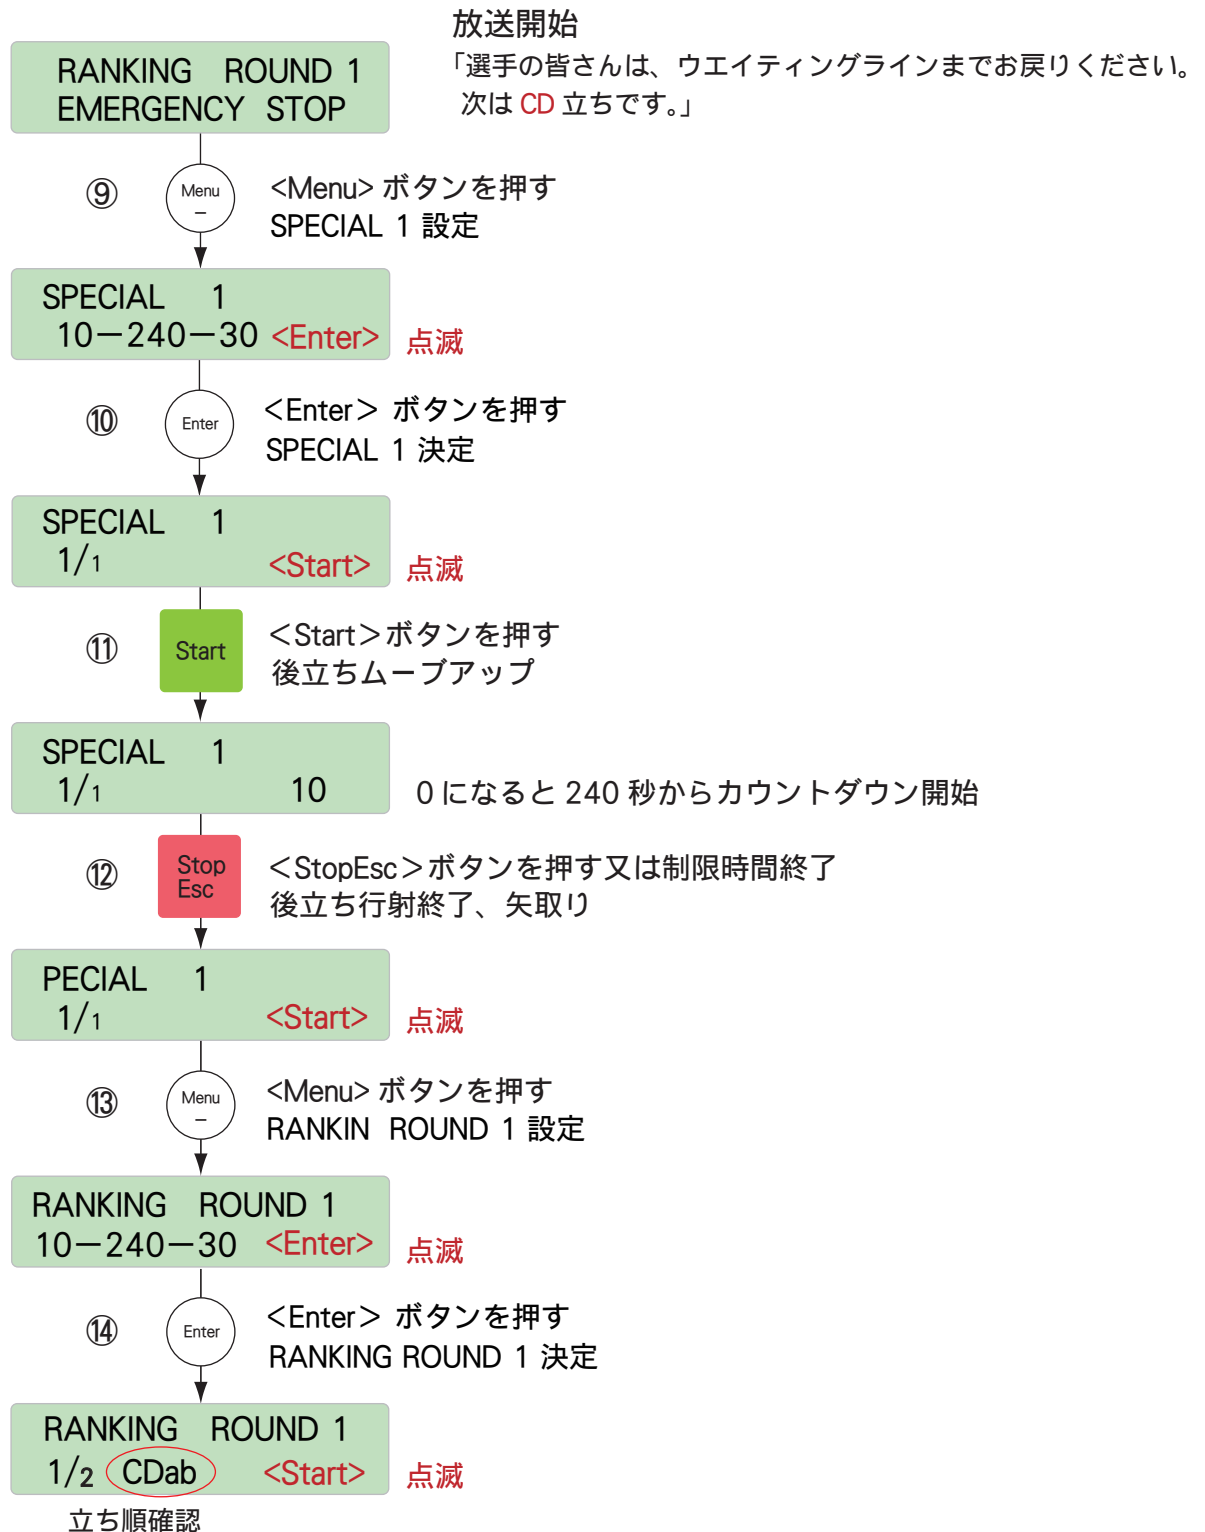 放送開始
「選手の皆さんは、ウエイティングラインまでお戻りください。
次は CD 立ちです。」
RANKING ROUND 1
EMERGENCY STOP
⑨ Menu − <Menu> ボタンを押す
SPECIAL 1 設定
SPECIAL 1
10−240−30 <Enter> 点滅
⑩ Enter <Enter> ボタンを押す
SPECIAL 1 決定
SPECIAL 1
1/1 <Start> 点滅
⑪ Start <Start>ボタンを押す
後立ちムーブアップ
SPECIAL 1
1/1 10 0 になると 240 秒からカウントダウン開始
⑫ Stop Esc <StopEsc>ボタンを押す又は制限時間終了
後立ち行射終了、矢取り
PECIAL 1
1/1 <Start> 点滅
⑬ Menu − <Menu> ボタンを押す
RANKIN ROUND 1 設定
RANKING ROUND 1
10−240−30 <Enter> 点滅
⑭ Enter <Enter> ボタンを押す
RANKING ROUND 1 決定
RANKING ROUND 1
1/2 CDab <Start> 点滅
立ち順確認